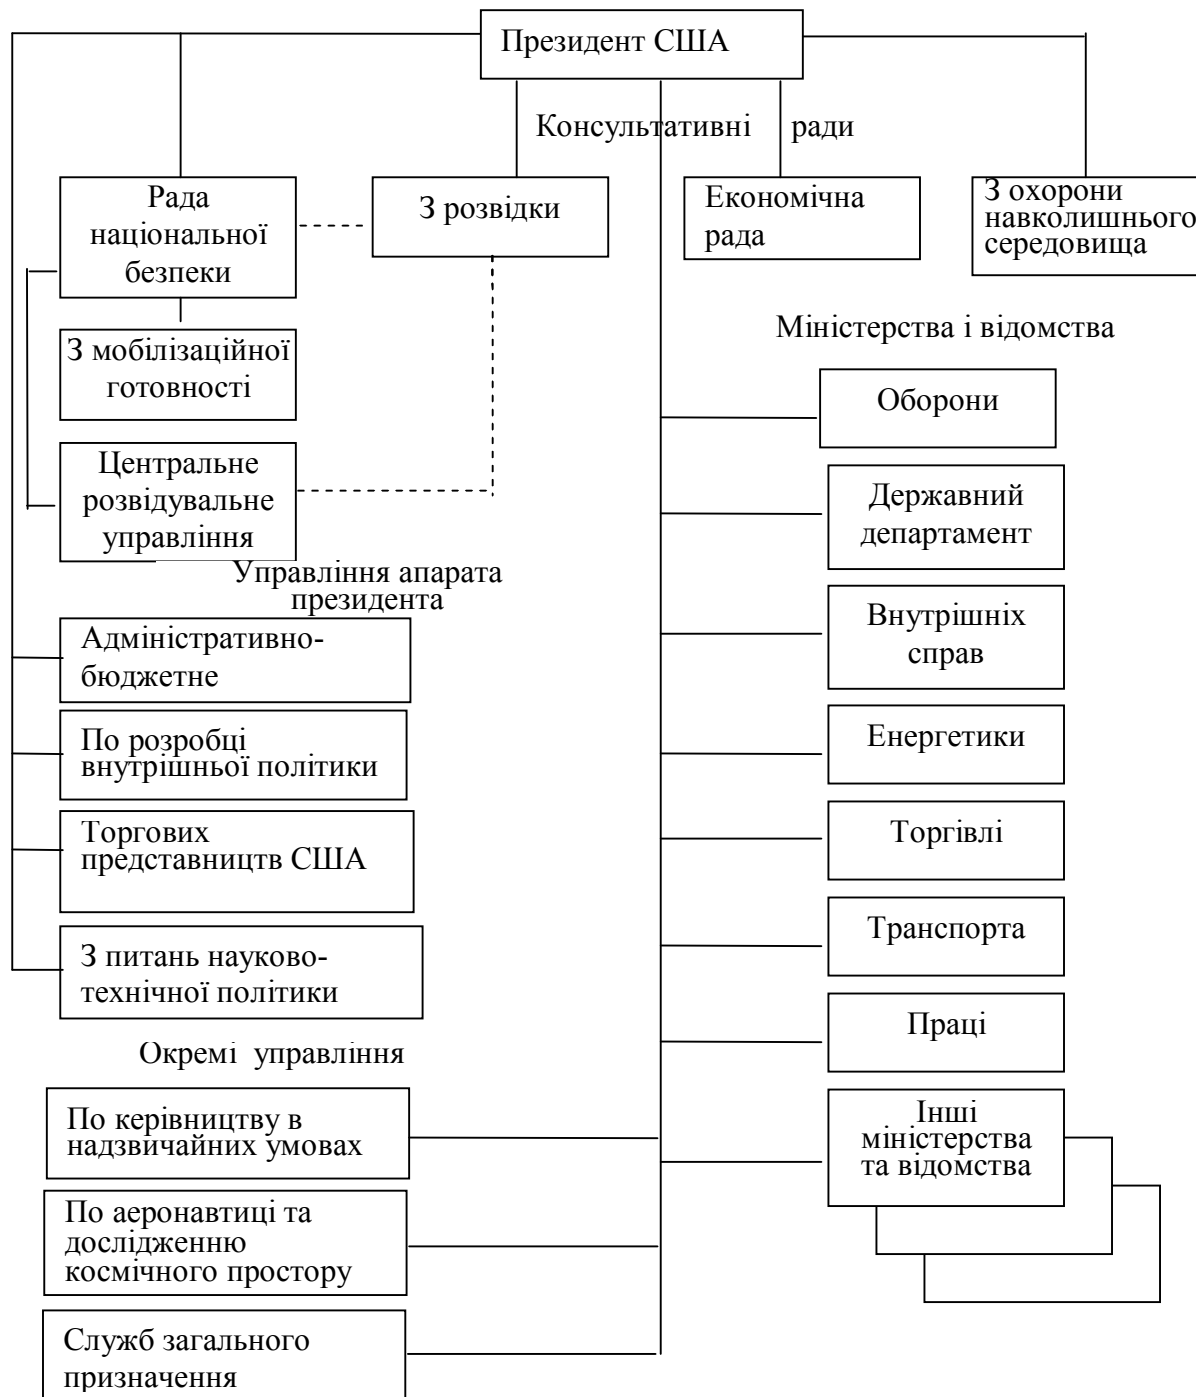 Президент США
Консультативні ради
Рада
національної
безпеки
З розвідки
Економічна
рада
З охорони
навколишнього
середовища
З мобілізаційної
готовності
Центральне
розвідувальне
управління
Міністерства і відомства
Оборони
Державний
департамент
Внутрішніх
справ
Енергетики
Торгівлі
Транспорта
Праці
Інші
міністерства
та відомства
Управління апарата
президента
Адміністративно-
бюджетне
По розробці
внутрішньої політики
Торгових
представництв США
З питань науково-
технічної політики
Окремі управління
По керівництву в
надзвичайних умовах
По аеронавтиці та
дослідженню
космічного простору
Служб загального
призначення